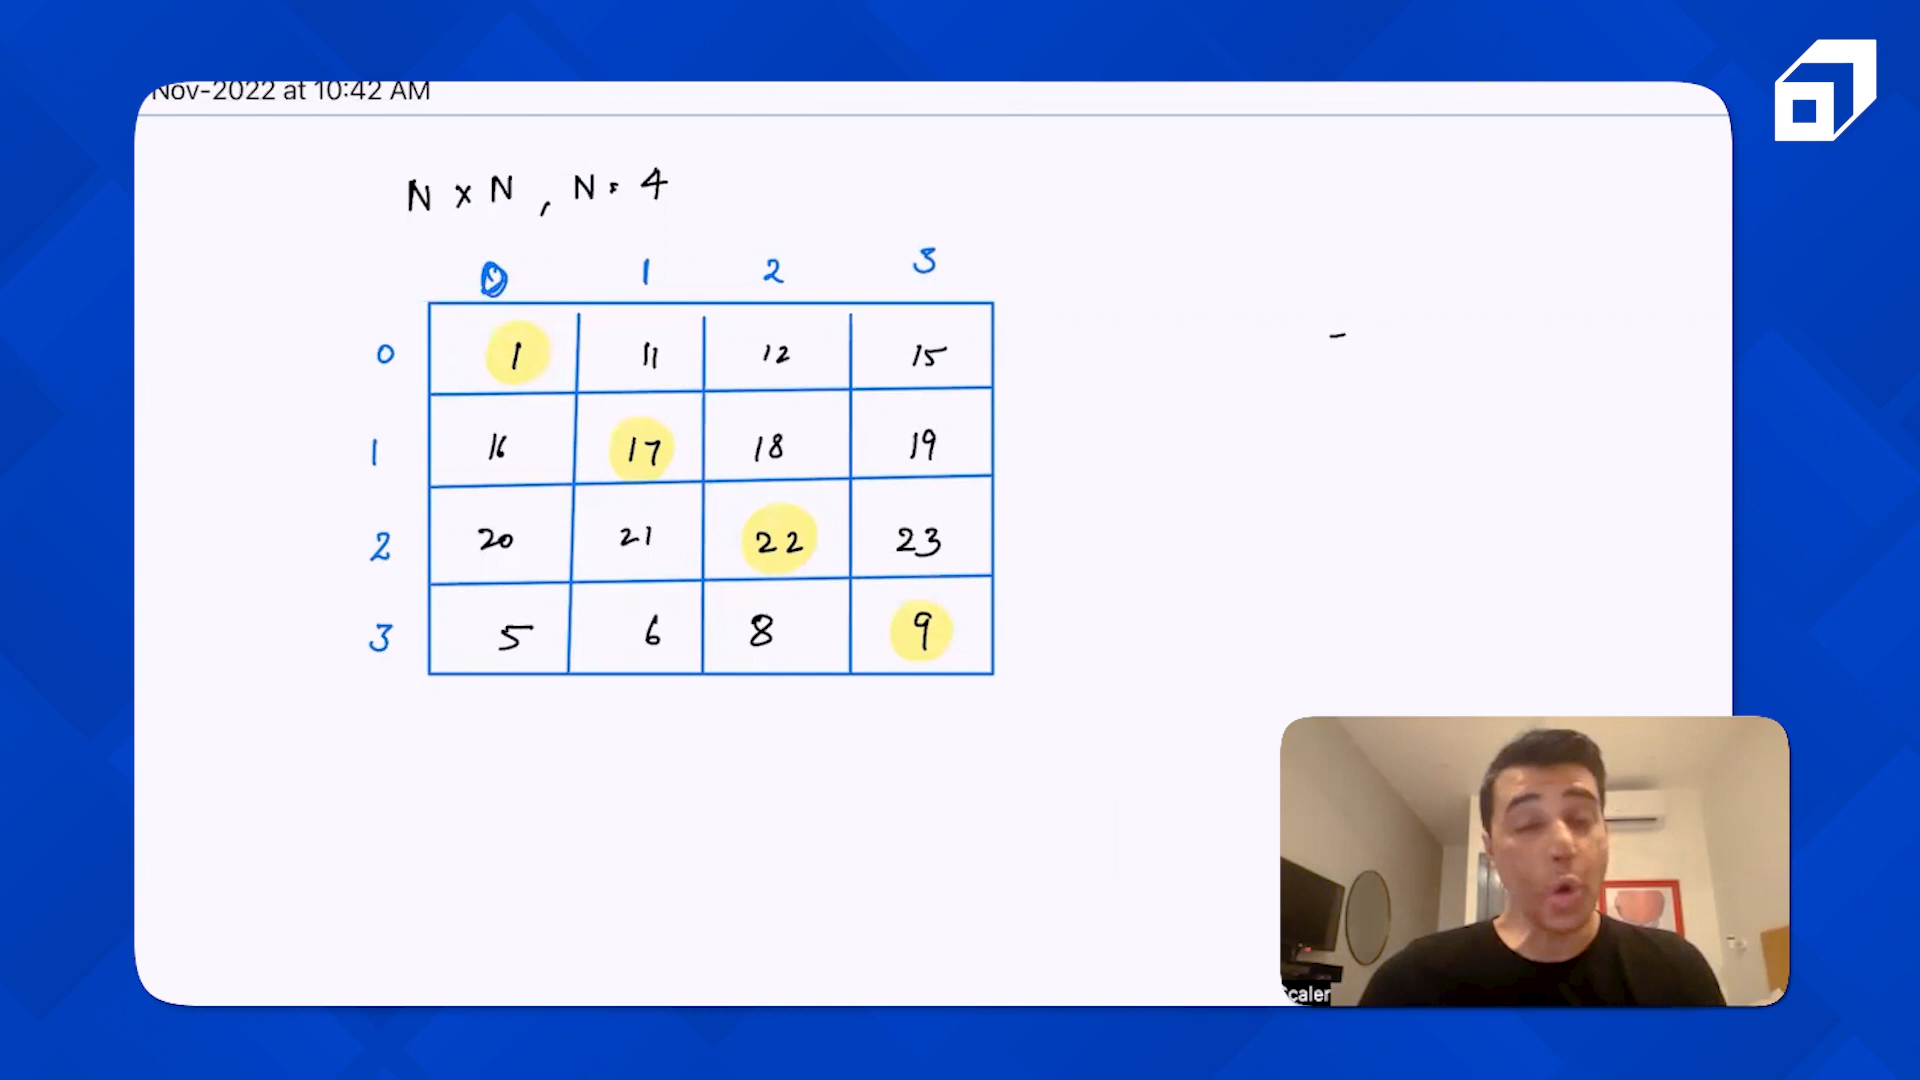 Nov-2022 at 10:42 AM
N x N , N = 4
0 1 2 3
0 1 11 12 15
1 16 17 18 19
2 20 21 22 23
3 5 6 8 9
Scaler